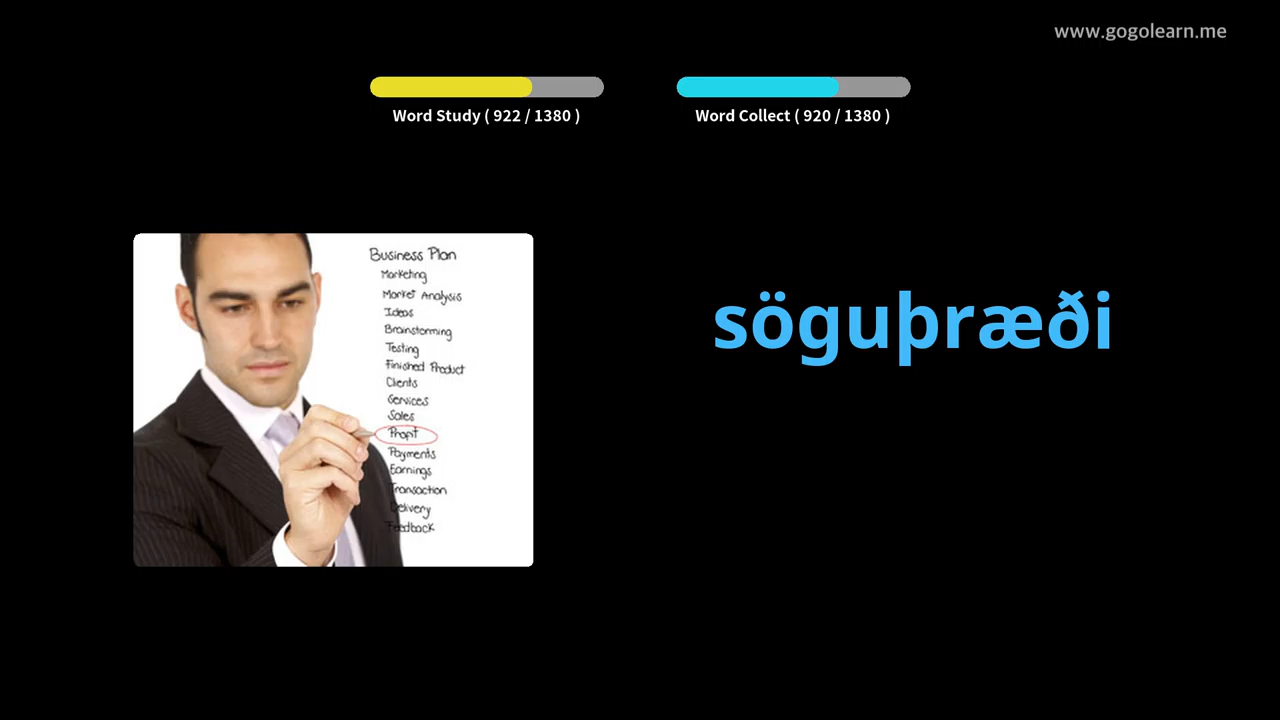 www.gogolearn.me
Word Study ( 922 / 1380 )
Word Collect ( 920 / 1380 )
Business Plan
Marketing
Market Analysis
Ideas
Brainstorming
Testing
Finished Product
Clients
Services
Sales
Profit
Payments
Earnings
Transaction
Delivery
Feedback
söguþræði